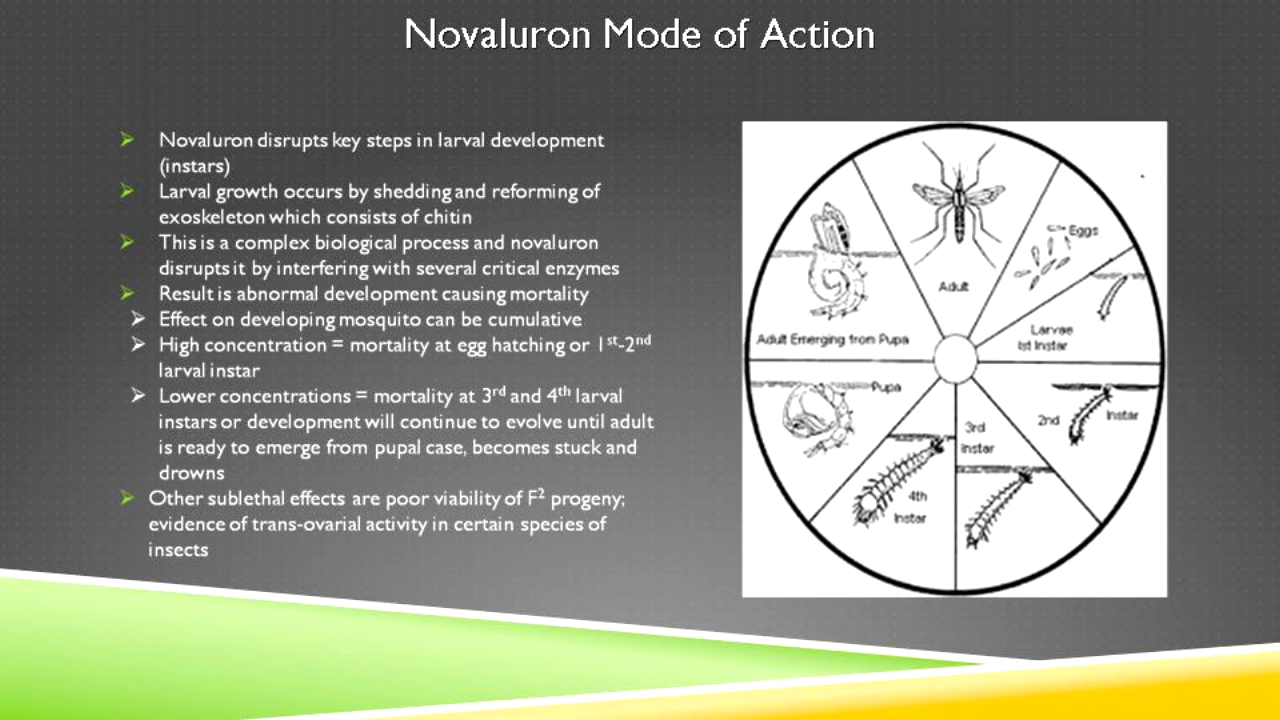 Novaluron Mode of Action
Novaluron disrupts key steps in larval development
(instars)
Larval growth occurs by shedding and reforming of
exoskeleton which consists of chitin
This is a complex biological process and novaluron
disrupts it by interfering with several critical enzymes
Result is abnormal development causing mortality
Effect on developing mosquito can be cumulative
High concentration = mortality at egg hatching or 1st-2nd
larval instar
Lower concentrations = mortality at 3rd and 4th larval
instars or development will continue to evolve until adult
is ready to emerge from pupal case, becomes stuck and
drowns
Other sublethal effects are poor viability of F2 progeny;
evidence of trans-ovarial activity in certain species of
insects
Adult
Eggs
Larvae
1st Instar
2nd Instar
3rd
Instar
4th
Instar
Pupa
Adult Emerging from Pupa